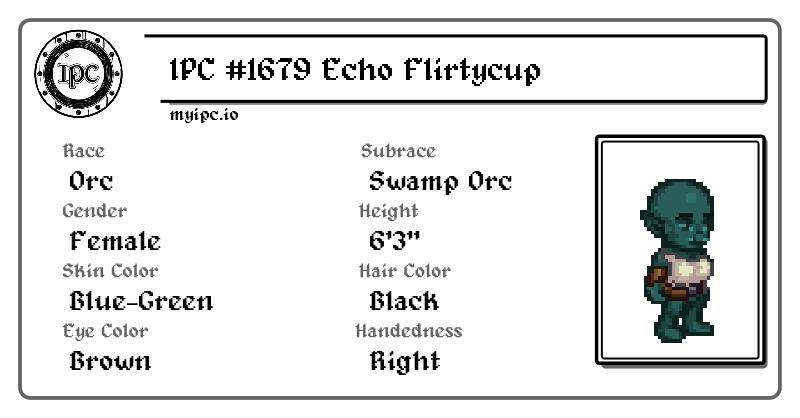 IPC
IPC #1679 Echo Flirtycup
myipc.io
Race
Orc
Subrace
Swamp Orc
Gender
Female
Height
6'3"
Skin Color
Blue-Green
Hair Color
Black
Eye Color
Brown
Handedness
Right